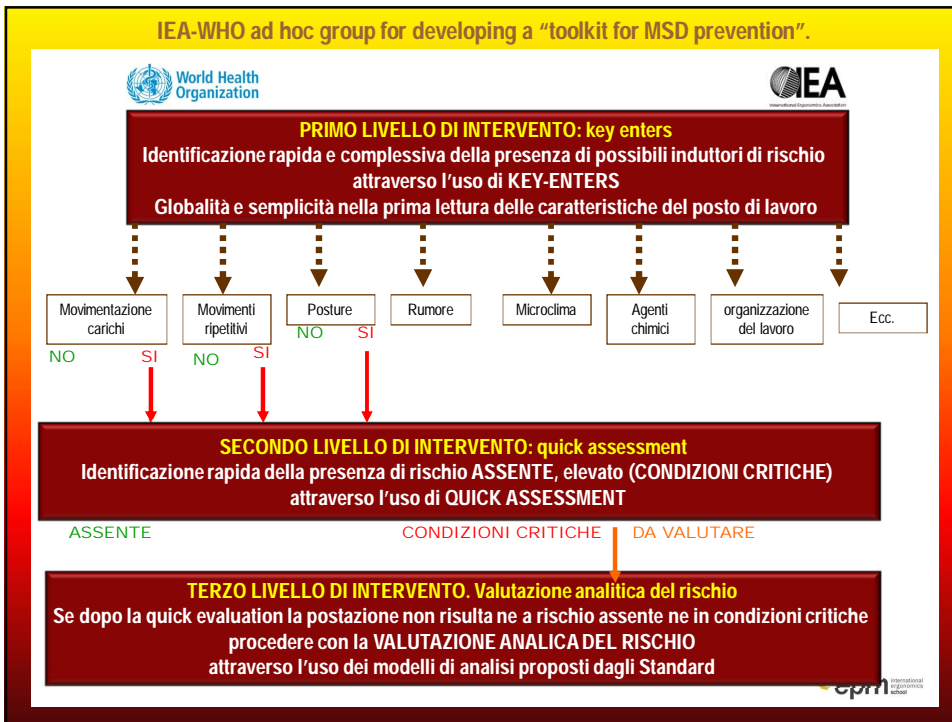 IEA-WHO ad hoc group for developing a “toolkit for MSD prevention”.
World Health
Organization
IEA
International Ergonomics Association
PRIMO LIVELLO DI INTERVENTO: key enters
Identificazione rapida e complessiva della presenza di possibili induttori di rischio
attraverso l’uso di KEY-ENTERS
Globalità e semplicità nella prima lettura delle caratteristiche del posto di lavoro
Movimentazione
carichi
Movimenti
ripetitivi
Posture
Rumore
Microclima
Agenti
chimici
organizzazione
del lavoro
Ecc.
NO SI
NO SI
NO SI
SECONDO LIVELLO DI INTERVENTO: quick assessment
Identificazione rapida della presenza di rischio ASSENTE, elevato (CONDIZIONI CRITICHE)
attraverso l’uso di QUICK ASSESSMENT
ASSENTE CONDIZIONI CRITICHE DA VALUTARE
TERZO LIVELLO DI INTERVENTO. Valutazione analitica del rischio
Se dopo la quick evaluation la postazione non risulta ne a rischio assente ne in condizioni critiche
procedere con la VALUTAZIONE ANALICA DEL RISCHIO
attraverso l’uso dei modelli di analisi proposti dagli Standard
epm international
ergonomics
school